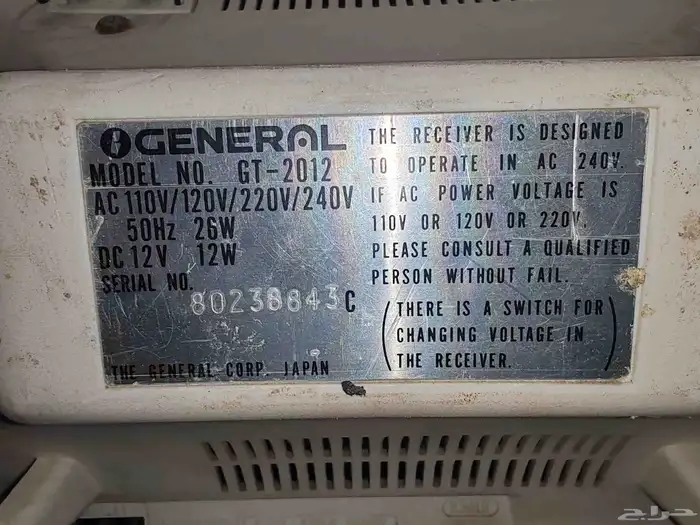 GENERAL
MODEL NO. GT-2012
AC 110V/120V/220V/240V
50Hz 26W
DC 12V 12W
SERIAL NO.
80238843C
THE GENERAL CORP. JAPAN
THE RECEIVER IS DESIGNED
TO OPERATE IN AC 240V.
IF AC POWER VOLTAGE IS
110V OR 120V OR 220V.
PLEASE CONSULT A QUALIFIED
PERSON WITHOUT FAIL.
(THERE IS A SWITCH FOR
CHANGING VOLTAGE IN
THE RECEIVER.)
حراج